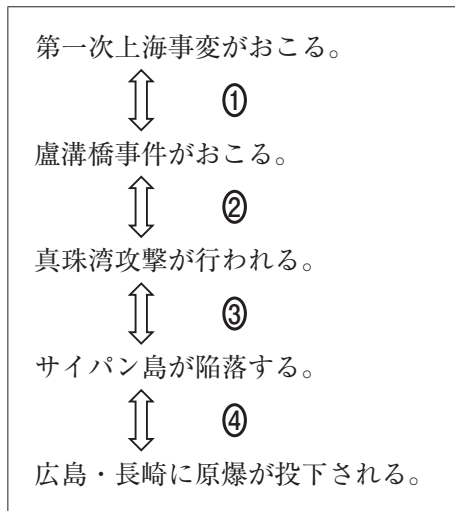 第一次上海事変がおこる。
①
盧溝橋事件がおこる。
②
真珠湾攻撃が行われる。
③
サイパン島が陥落する。
④
広島・長崎に原爆が投下される。